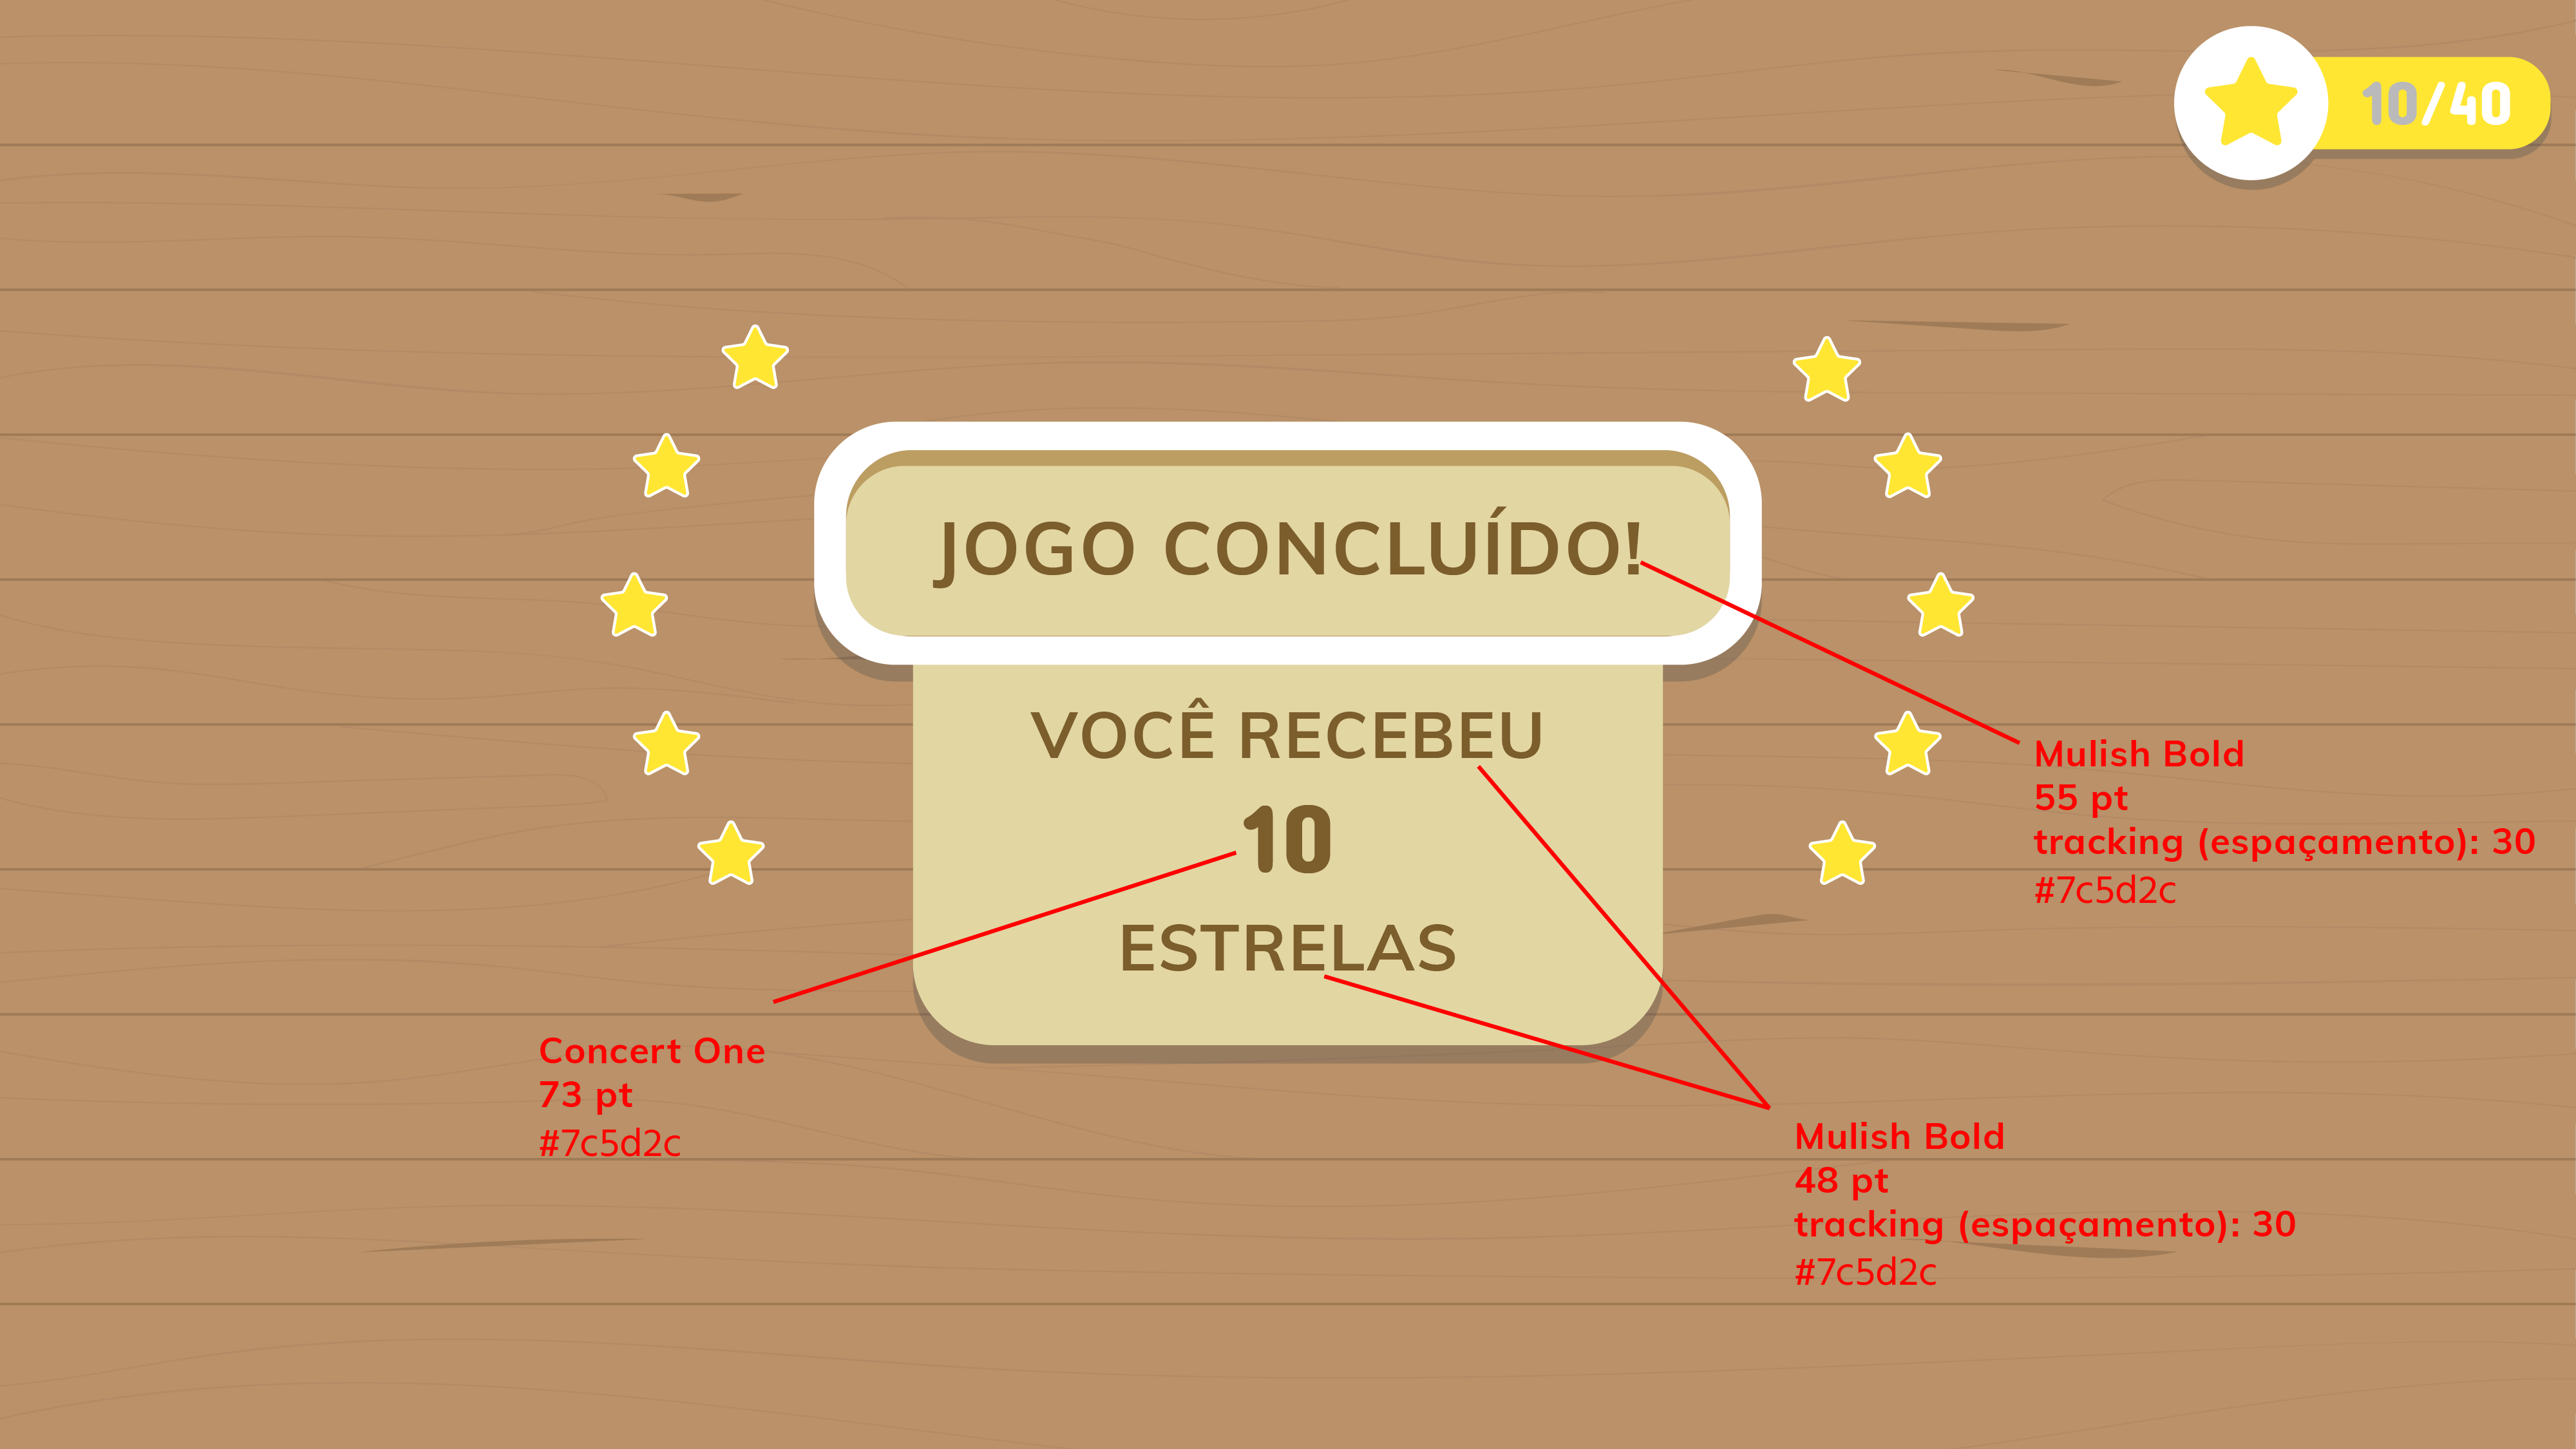 10/40
JOGO CONCLUÍDO!
VOCÊ RECEBEU
10
ESTRELAS
Mulish Bold
55 pt
tracking (espaçamento): 30
#7c5d2c
Concert One
73 pt
#7c5d2c
Mulish Bold
48 pt
tracking (espaçamento): 30
#7c5d2c